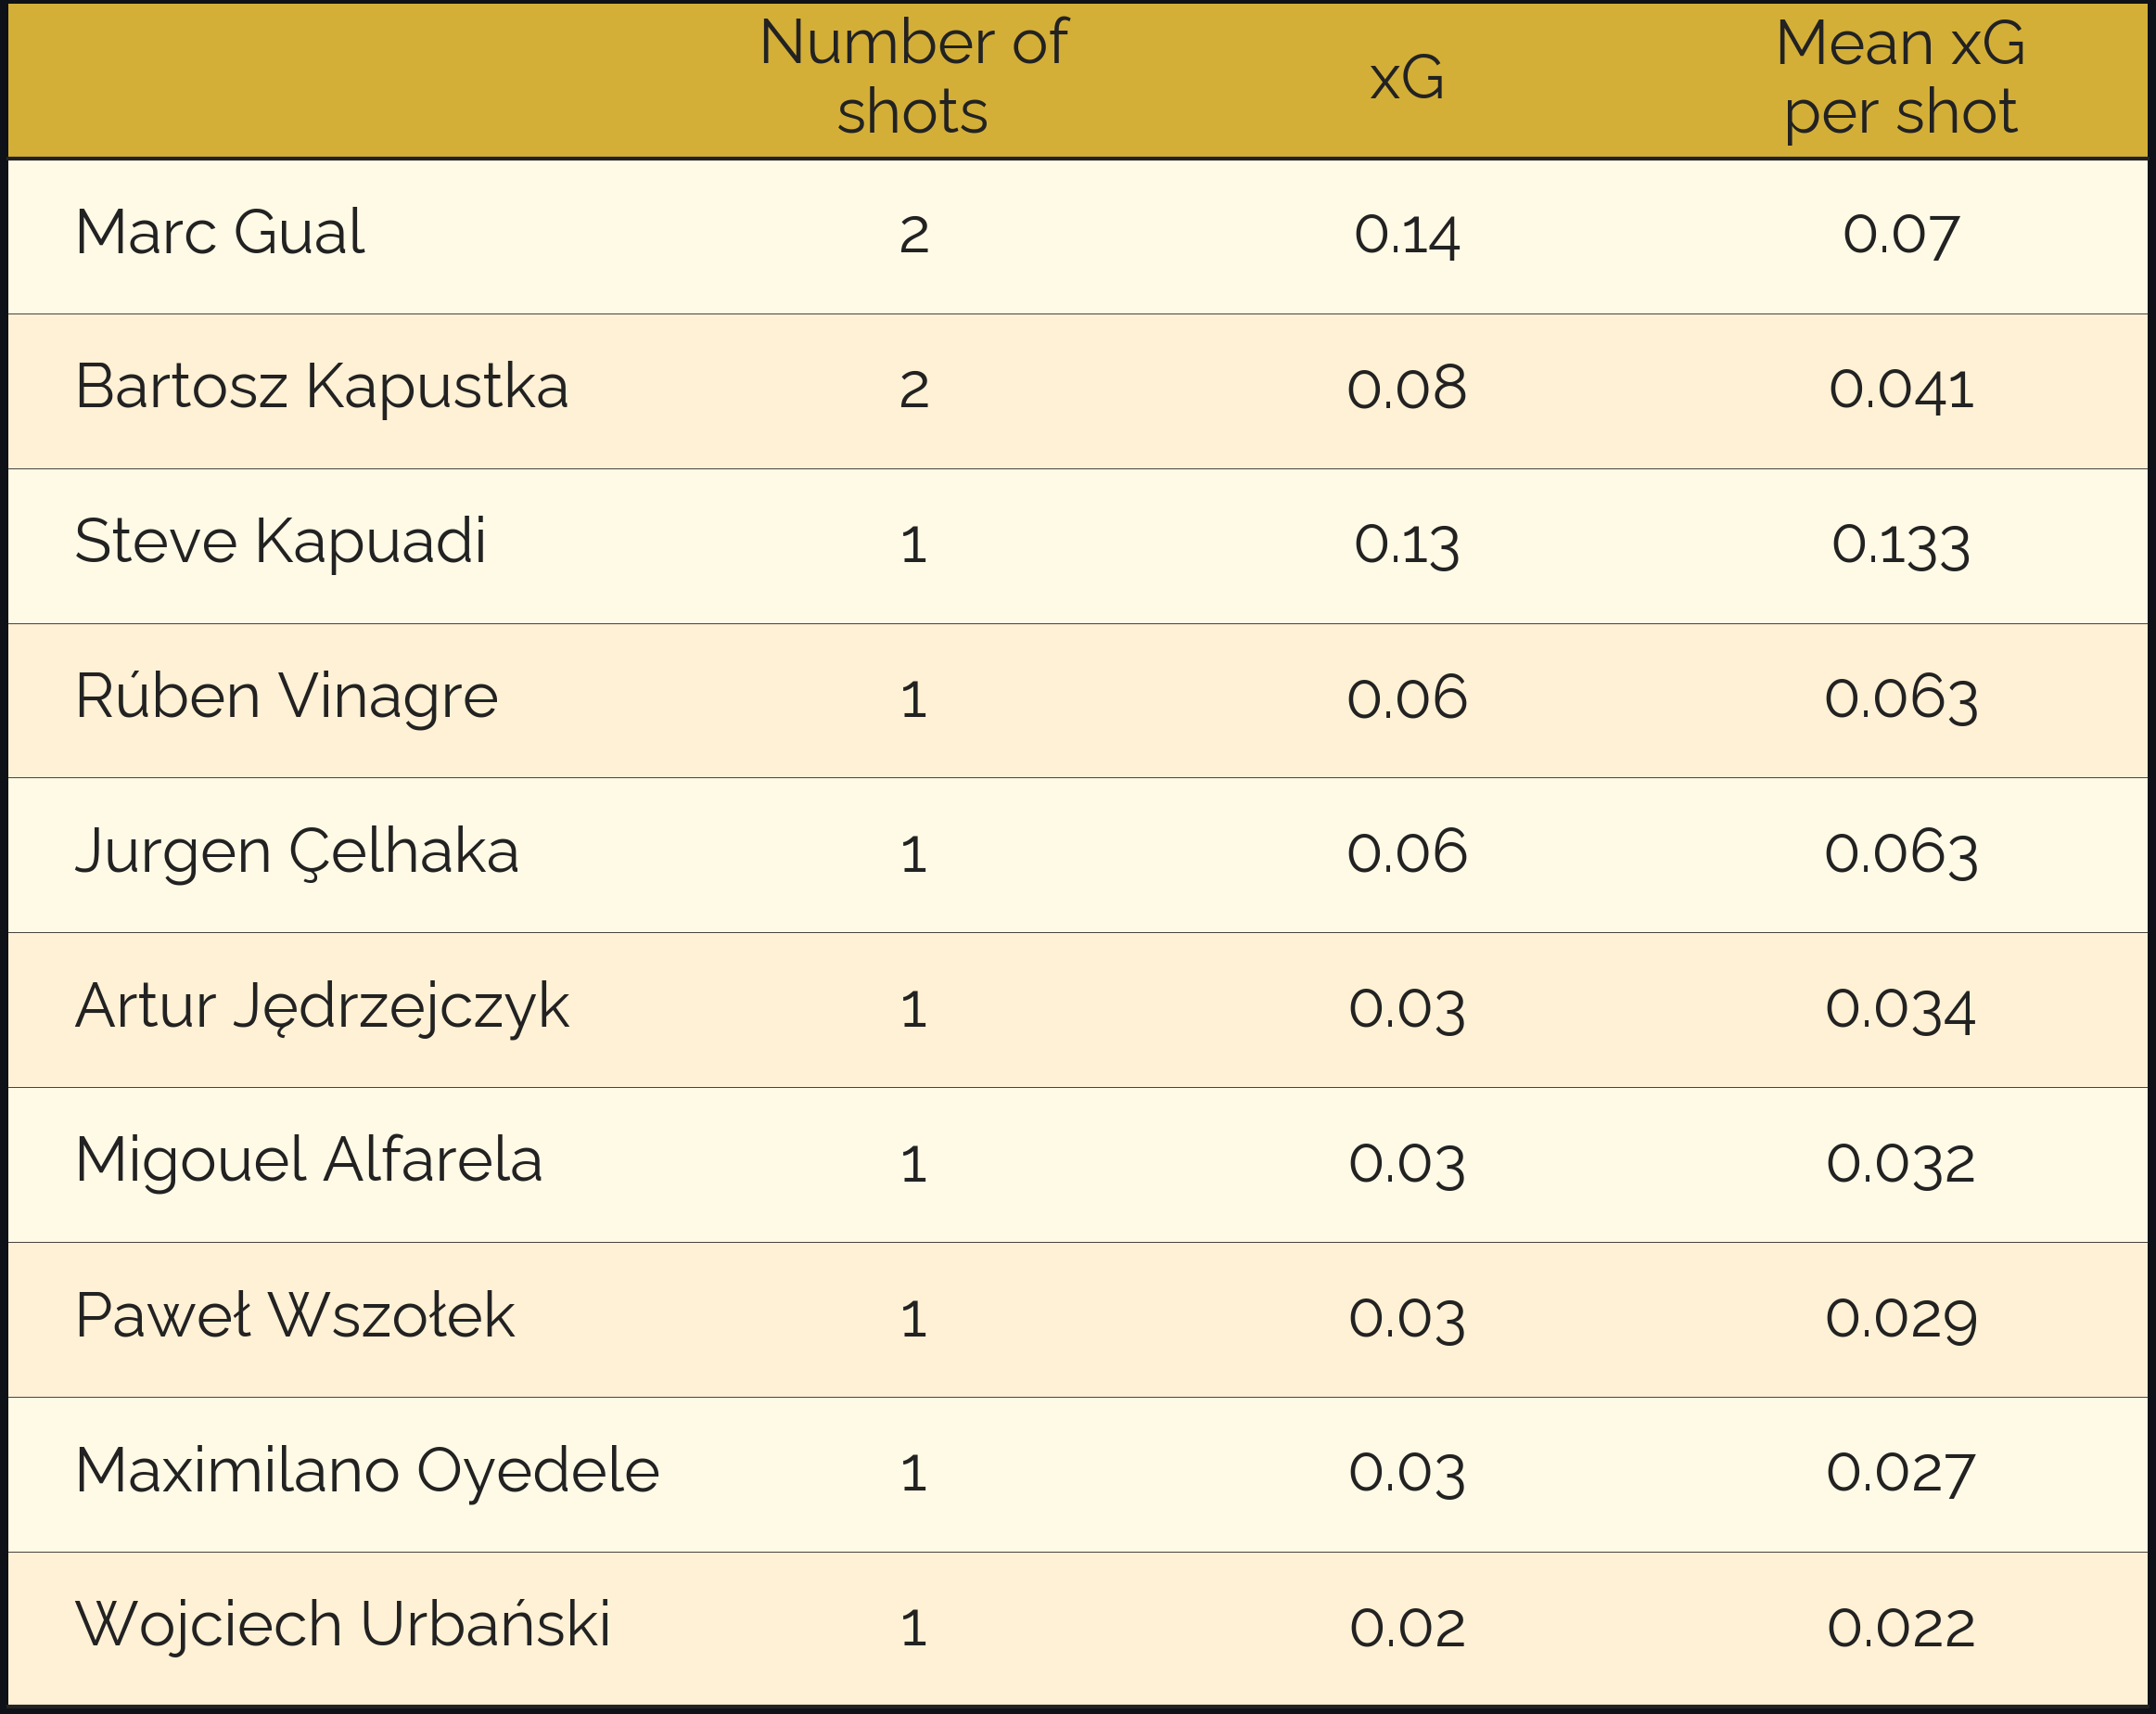 Number of shots xG Mean xG per shot
Marc Gual 2 0.14 0.07
Bartosz Kapustka 2 0.08 0.041
Steve Kapuadi 1 0.13 0.133
Rúben Vinagre 1 0.06 0.063
Jurgen Çelhaka 1 0.06 0.063
Artur Jędrzejczyk 1 0.03 0.034
Migouel Alfarela 1 0.03 0.032
Paweł Wszołek 1 0.03 0.029
Maximilano Oyedele 1 0.03 0.027
Wojciech Urbański 1 0.02 0.022